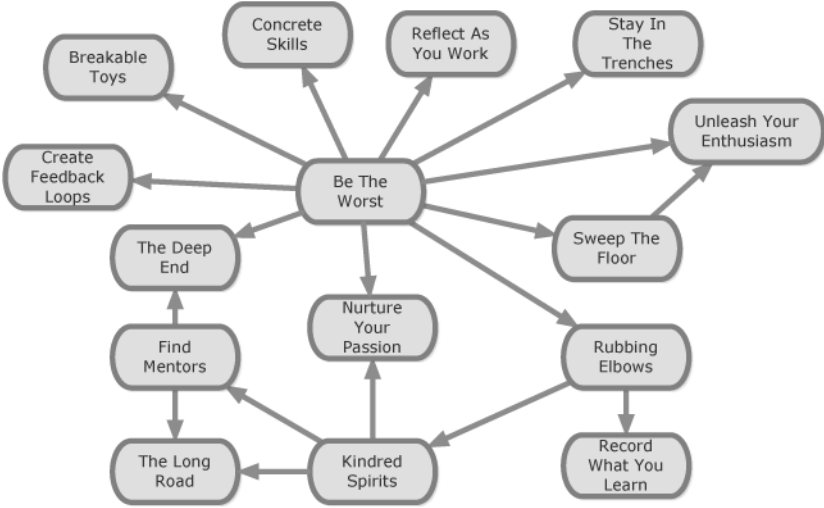 Concrete
Skills
Reflect As
You Work
Stay In
The
Trenches
Breakable
Toys
Unleash Your
Enthusiasm
Create
Feedback
Loops
Be The
Worst
The Deep
End
Sweep The
Floor
Nurture
Your
Passion
Find
Mentors
Rubbing
Elbows
The Long
Road
Kindred
Spirits
Record
What You
Learn